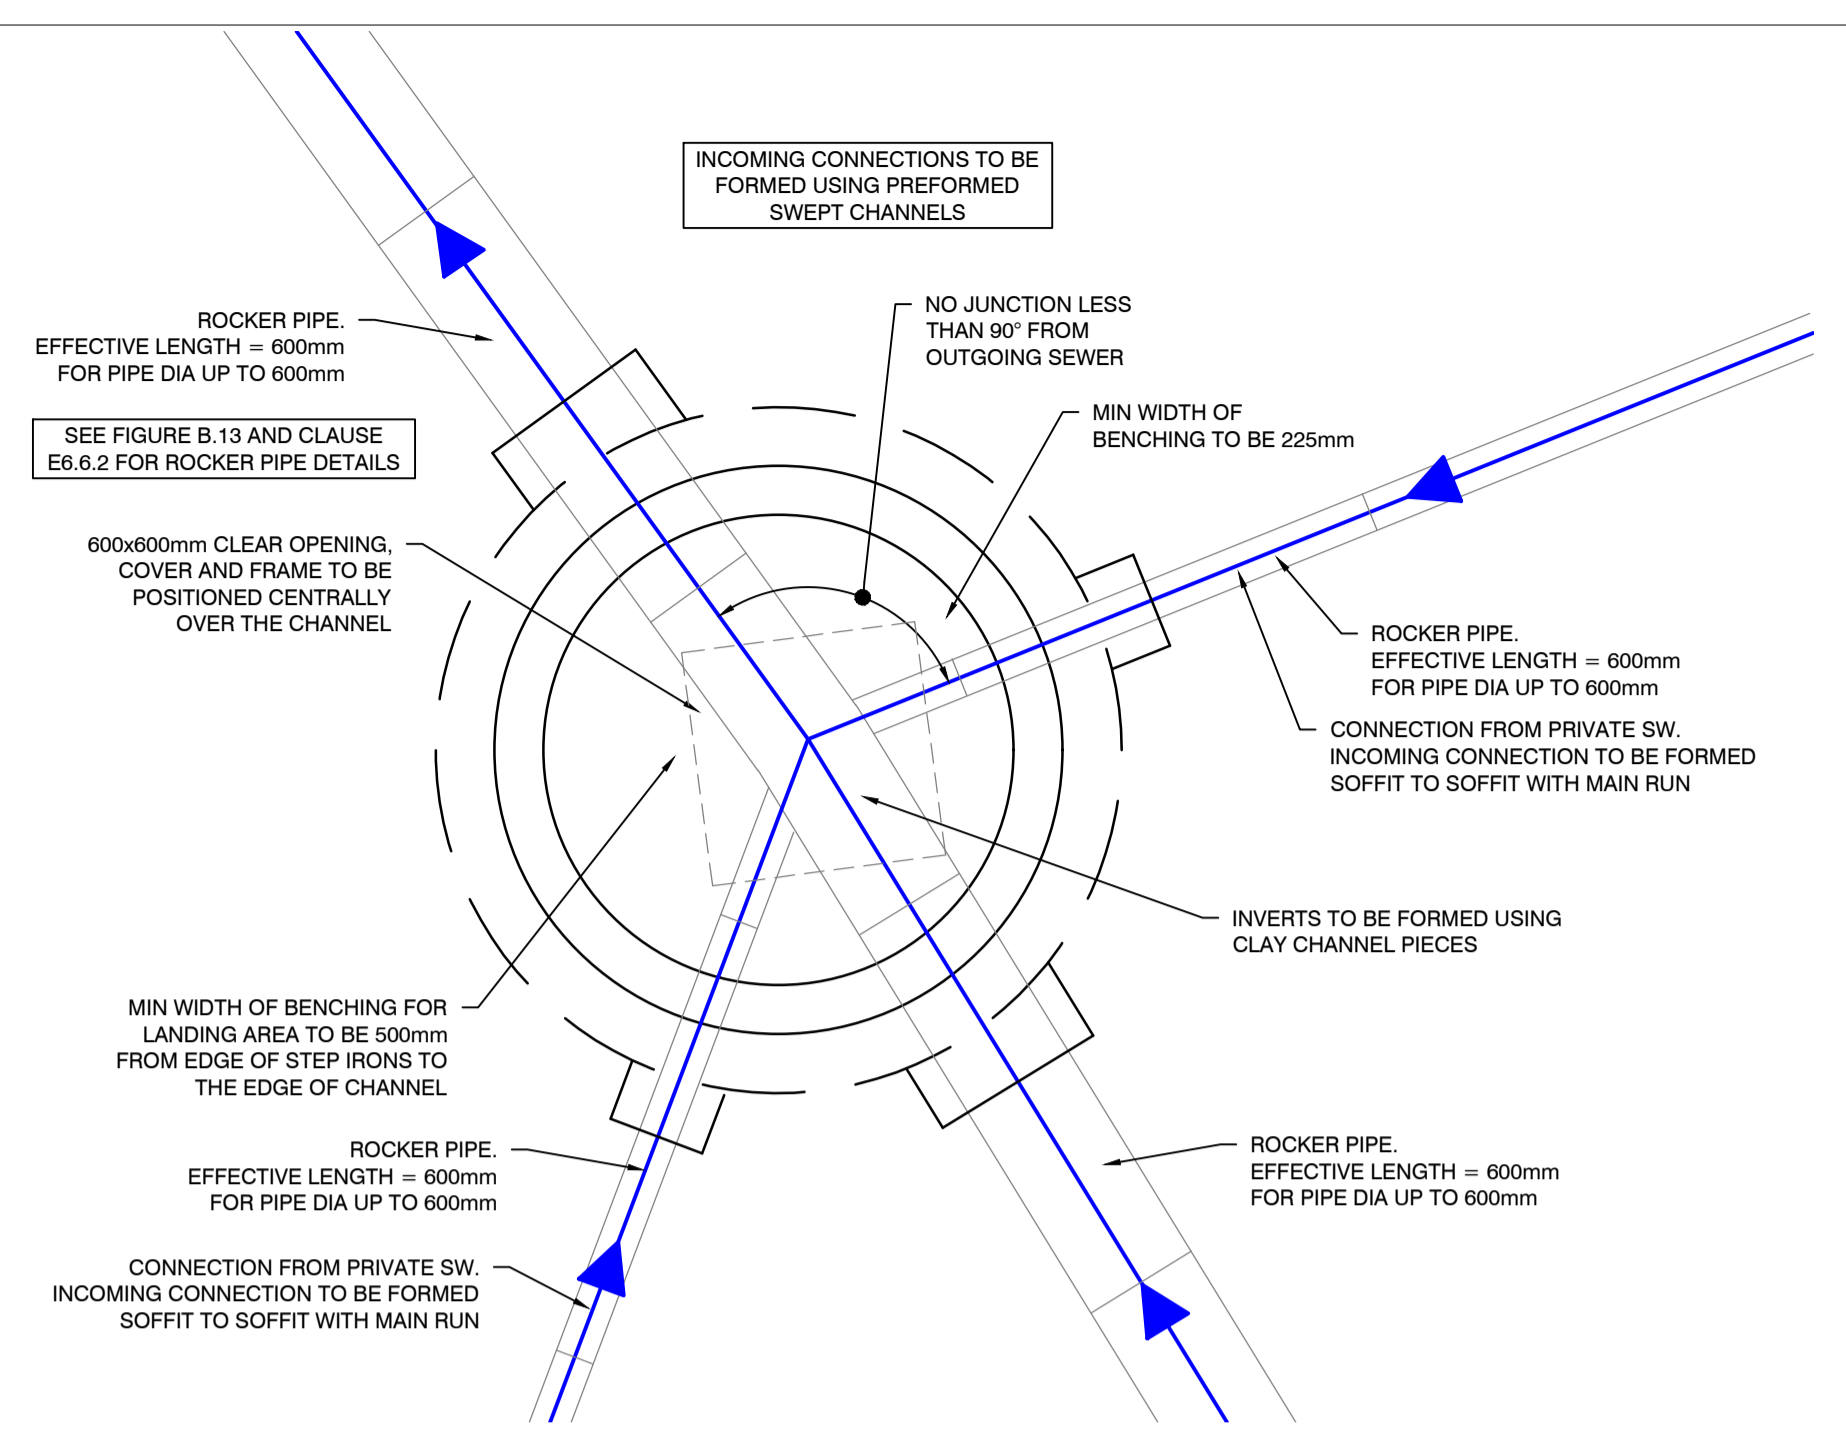 INCOMING CONNECTIONS TO BE
FORMED USING PREFORMED
SWEPT CHANNELS
NO JUNCTION LESS
THAN 90° FROM
OUTGOING SEWER
ROCKER PIPE.
EFFECTIVE LENGTH = 600mm
FOR PIPE DIA UP TO 600mm
MIN WIDTH OF
BENCHING TO BE 225mm
SEE FIGURE B.13 AND CLAUSE
E6.6.2 FOR ROCKER PIPE DETAILS
600x600mm CLEAR OPENING,
COVER AND FRAME TO BE
POSITIONED CENTRALLY
OVER THE CHANNEL
ROCKER PIPE.
EFFECTIVE LENGTH = 600mm
FOR PIPE DIA UP TO 600mm
CONNECTION FROM PRIVATE SW.
INCOMING CONNECTION TO BE FORMED
SOFFIT TO SOFFIT WITH MAIN RUN
INVERTS TO BE FORMED USING
CLAY CHANNEL PIECES
MIN WIDTH OF BENCHING FOR
LANDING AREA TO BE 500mm
FROM EDGE OF STEP IRONS TO
THE EDGE OF CHANNEL
ROCKER PIPE.
EFFECTIVE LENGTH = 600mm
FOR PIPE DIA UP TO 600mm
ROCKER PIPE.
EFFECTIVE LENGTH = 600mm
FOR PIPE DIA UP TO 600mm
CONNECTION FROM PRIVATE SW.
INCOMING CONNECTION TO BE FORMED
SOFFIT TO SOFFIT WITH MAIN RUN